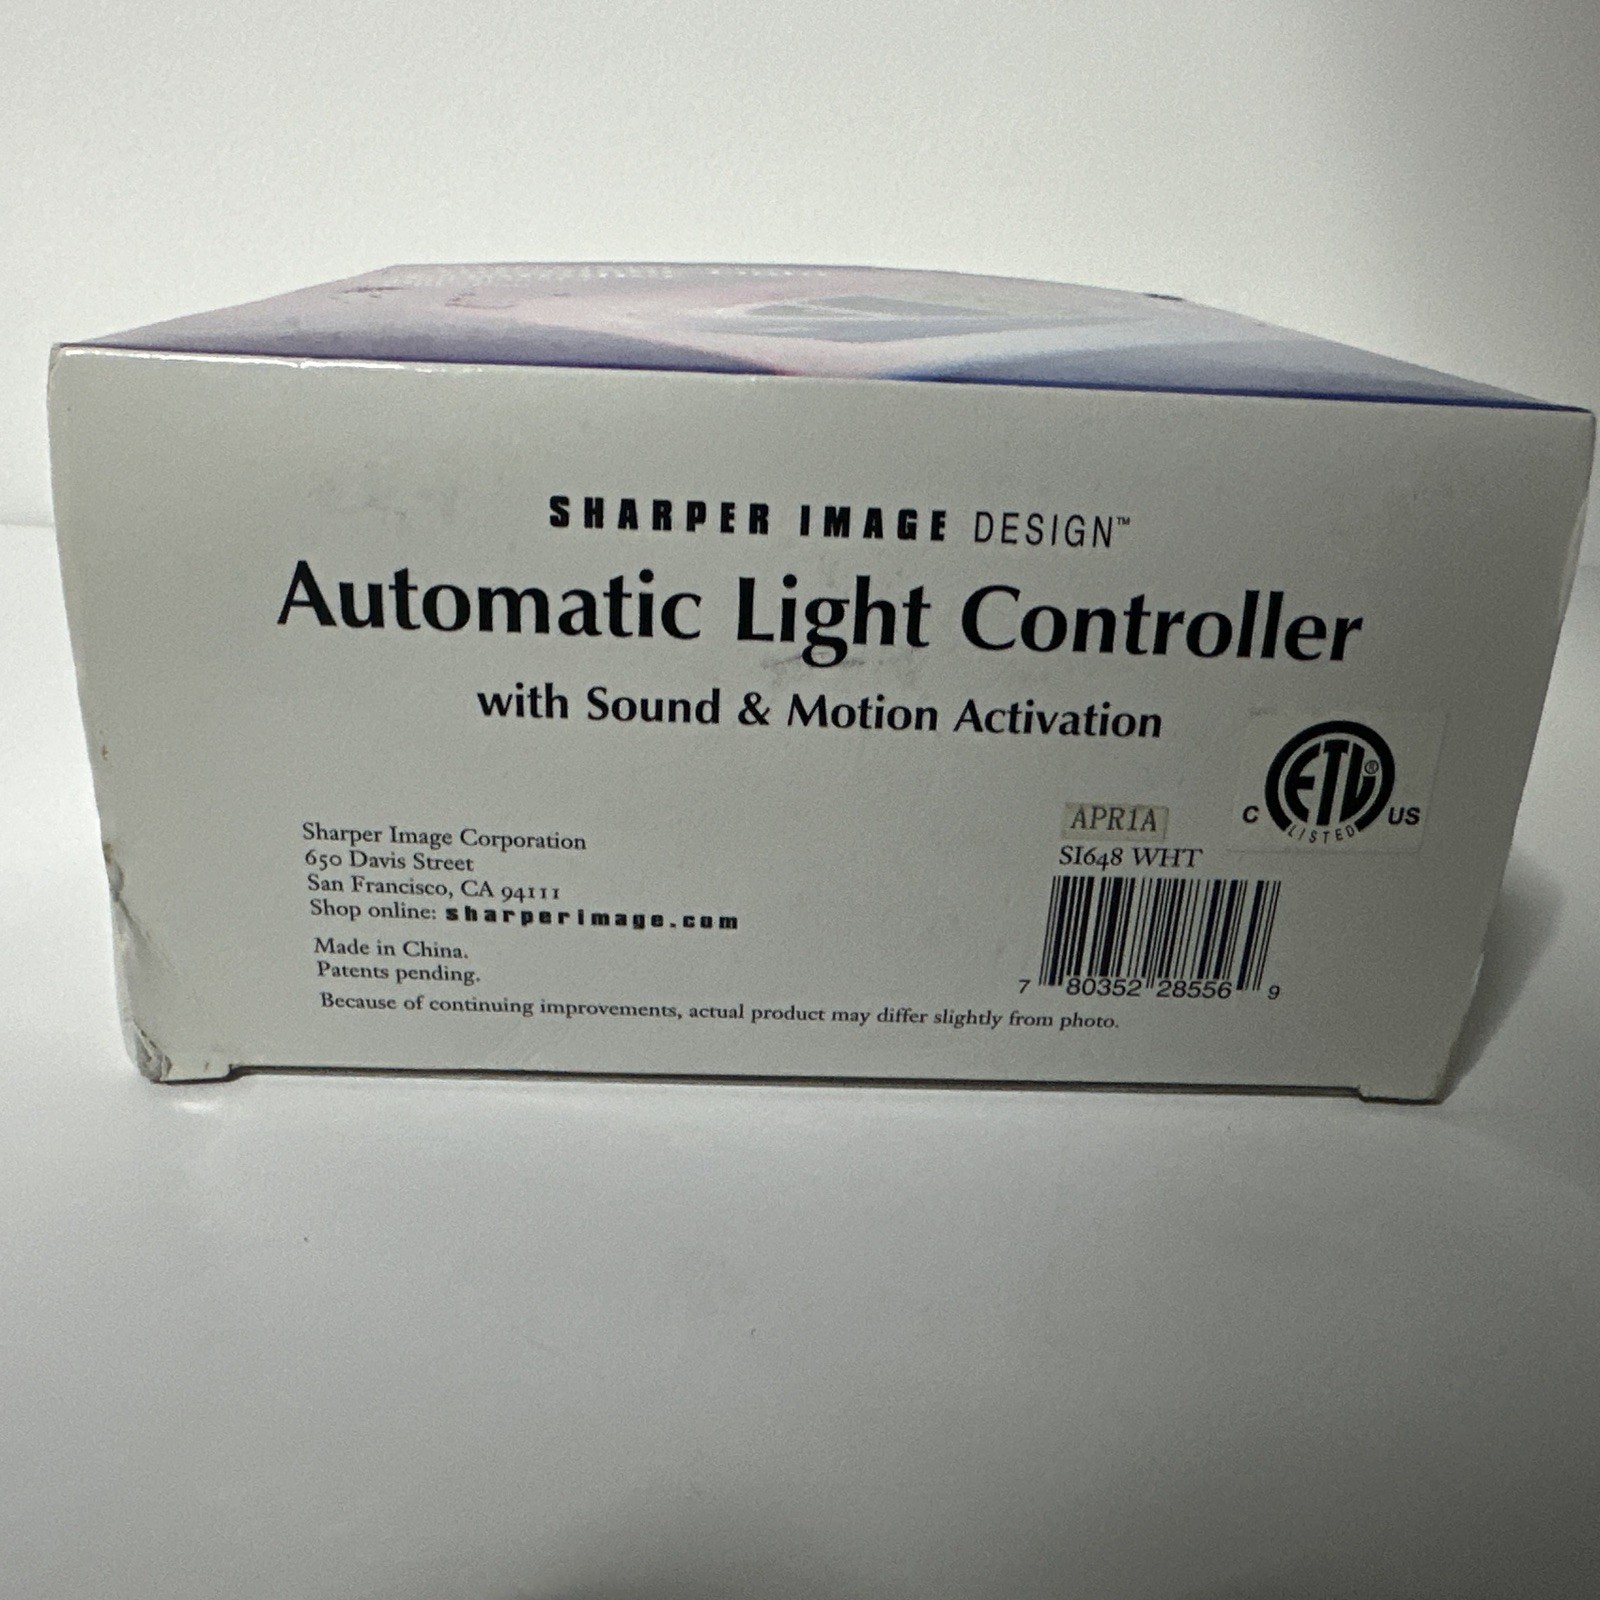 SHARPER IMAGE DESIGN™
Automatic Light Controller
with Sound & Motion Activation
C ETL® US
LISTED
APR1A
SI648 WHT
7 80352 28556 9
Sharper Image Corporation
650 Davis Street
San Francisco, CA 94111
Shop online: sharperimage.com
Made in China.
Patents pending.
Because of continuing improvements, actual product may differ slightly from photo.